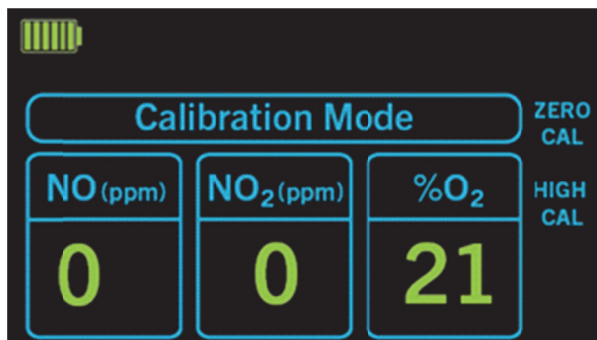 Calibration Mode
ZERO
CAL
NO (ppm) NO₂ (ppm) %O₂
HIGH
CAL
0 0 21